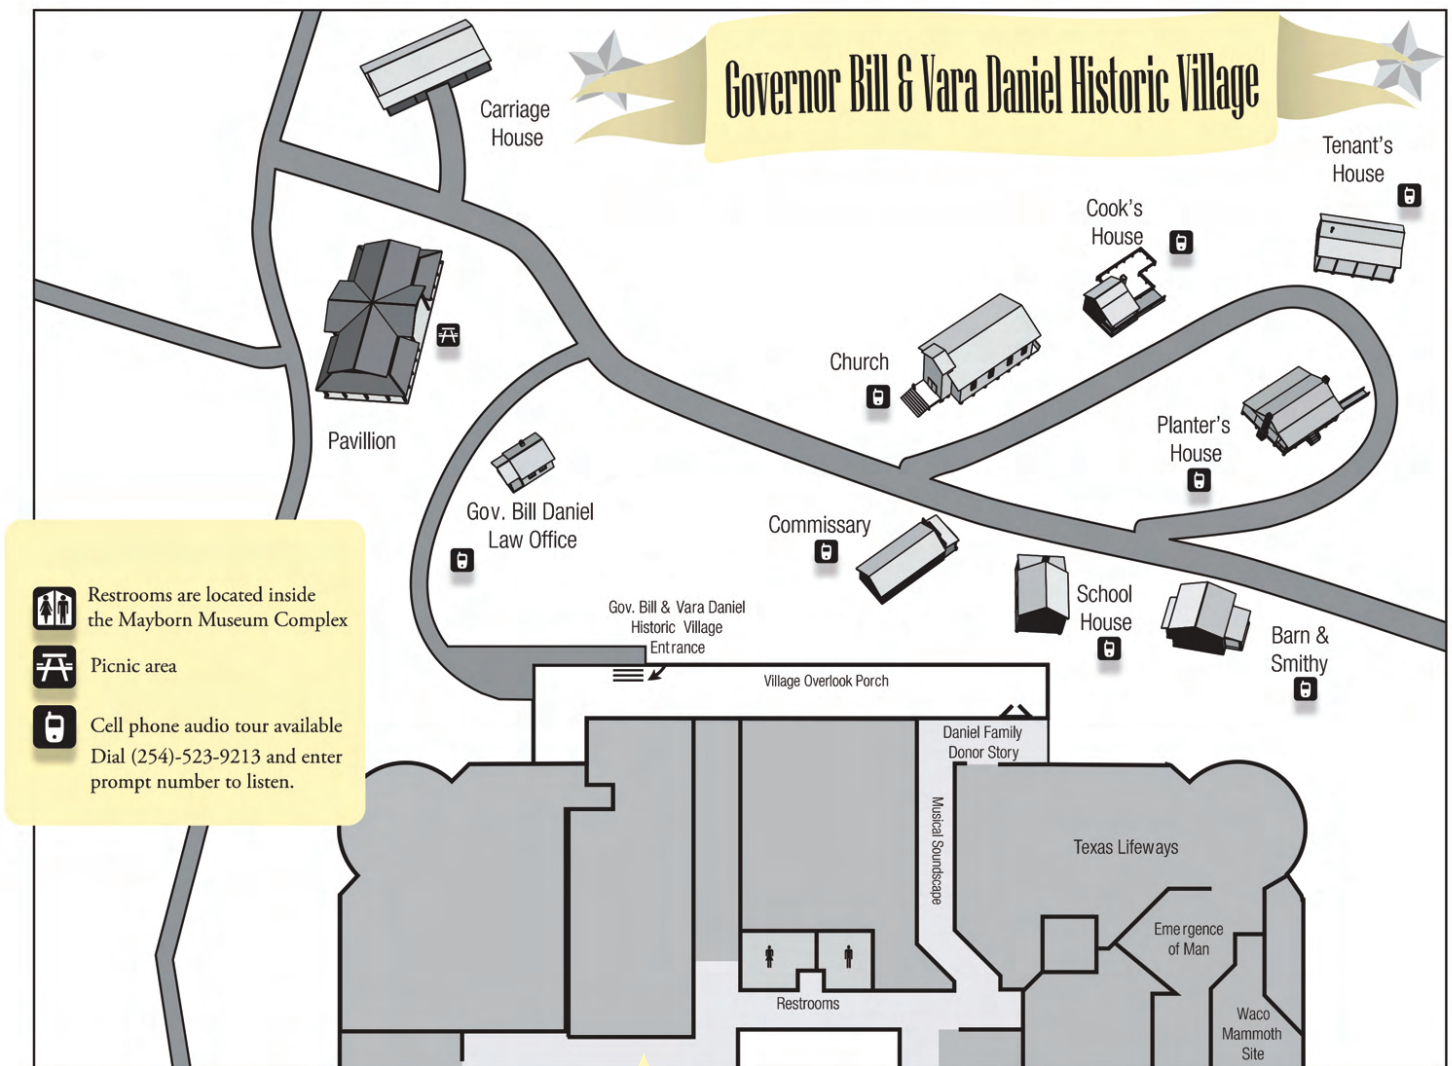 Governor Bill & Vara Daniel Historic Village
Carriage
House
Tenant's
House
Cook's
House
Church
Pavillion
Planter's
House
Gov. Bill Daniel
Law Office
Commissary
School
House
Barn &
Smithy
Restrooms are located inside
the Mayborn Museum Complex
Picnic area
Cell phone audio tour available
Dial (254)-523-9213 and enter
prompt number to listen.
Gov. Bill & Vara Daniel
Historic Village
Entrance
Village Overlook Porch
Daniel Family
Donor Story
Musical Soundscape
Texas Lifeways
Emergence
of Man
Restrooms
Waco
Mammoth
Site